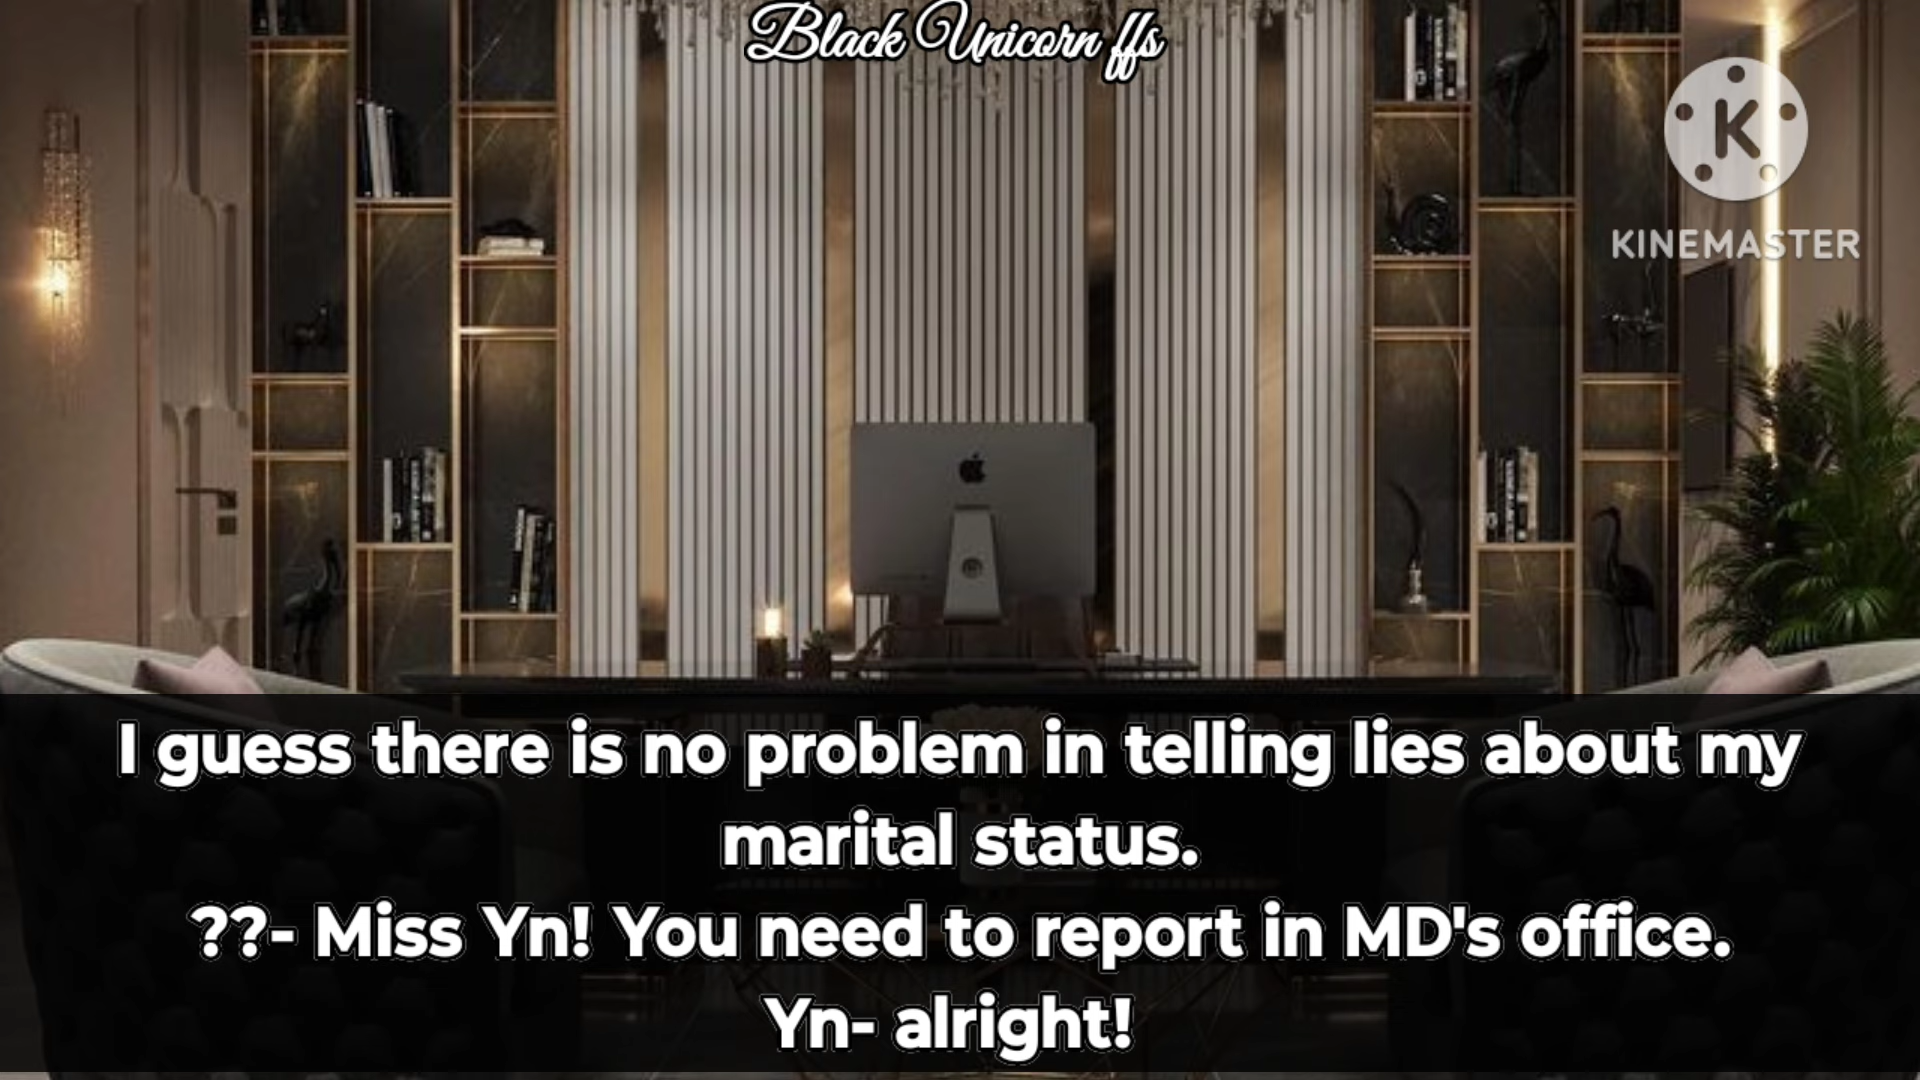 Black Unicorn ffs
K
KINEMASTER
I guess there is no problem in telling lies about my
marital status.
??- Miss Yn! You need to report in MD's office.
Yn- alright!